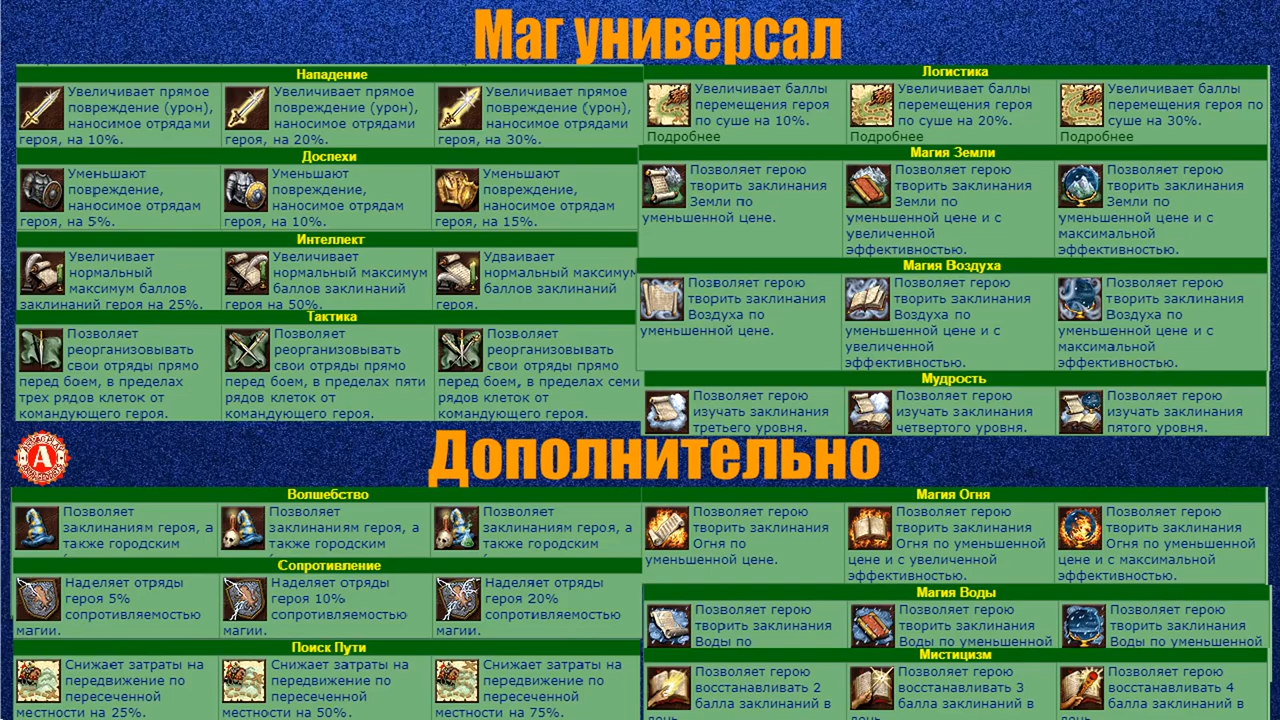 Маг универсал
Нападение
Увеличивает прямое
повреждение (урон),
наносимое отрядами
героя, на 10%.
Увеличивает прямое
повреждение (урон),
наносимое отрядами
героя, на 20%.
Увеличивает прямое
повреждение (урон),
наносимое отрядами
героя, на 30%.
Доспехи
Уменьшают
повреждение,
наносимое отрядам
героя, на 5%.
Уменьшают
повреждение,
наносимое отрядам
героя, на 10%.
Уменьшают
повреждение,
наносимое отрядам
героя, на 15%.
Интеллект
Увеличивает
нормальный
максимум баллов
заклинаний героя на 25%.
Увеличивает
нормальный максимум
баллов заклинаний
героя на 50%.
Удваивает
нормальный максимум
баллов заклинаний
героя.
Тактика
Позволяет
реорганизовывать
свои отряды прямо
перед боем, в пределах
трех рядов клеток от
командующего героя.
Позволяет
реорганизовывать
свои отряды прямо
перед боем, в пределах пяти
рядов клеток от
командующего героя.
Позволяет
реорганизовывать
свои отряды прямо
перед боем, в пределах семи
рядов клеток от
командующего героя.
Логистика
Увеличивает баллы
перемещения героя
по суше на 10%.
Подробнее
Увеличивает баллы
перемещения героя
по суше на 20%.
Подробнее
Увеличивает баллы
перемещения героя по
суше на 30%.
Подробнее
Магия Земли
Позволяет герою
творить заклинания
Земли по
уменьшенной цене.
Позволяет герою
творить заклинания
Земли по
уменьшенной цене и с
увеличенной
эффективностью.
Позволяет герою
творить заклинания
Земли по
уменьшенной цене и с
максимальной
эффективностью.
Магия Воздуха
Позволяет герою
творить заклинания
Воздуха по
уменьшенной цене.
Позволяет герою
творить заклинания
Воздуха по
уменьшенной цене и с
увеличенной
эффективностью.
Позволяет герою
творить заклинания
Воздуха по
уменьшенной цене и с
максимальной
эффективностью.
Мудрость
Позволяет герою
изучать заклинания
третьего уровня.
Позволяет герою
изучать заклинания
четвертого уровня.
Позволяет герою
изучать заклинания
пятого уровня.
A
Дополнительно
Волшебство
Позволяет
заклинаниям героя, а
также городским
Позволяет
заклинаниям героя, а
также городским
Позволяет
заклинаниям героя, а
также городским
Сопротивление
Наделяет отряды
героя 5%
сопротивляемостью
магии.
Наделяет отряды
героя 10%
сопротивляемостью
магии.
Наделяет отряды
героя 20%
сопротивляемостью
магии.
Поиск Пути
Снижает затраты на
передвижение по
пересеченной
местности на 25%.
Снижает затраты на
передвижение по
пересеченной
местности на 50%.
Снижает затраты на
передвижение по
пересеченной
местности на 75%.
Магия Огня
Позволяет герою
творить заклинания
Огня по
уменьшенной цене.
Позволяет герою
творить заклинания
Огня по уменьшенной
цене и с увеличенной
эффективностью.
Позволяет герою
творить заклинания
Огня по уменьшенной
цене и с максимальной
эффективностью.
Магия Воды
Позволяет герою
творить заклинания
Воды по
Позволяет герою
творить заклинания
Воды по уменьшенной
Позволяет герою
творить заклинания
Воды по уменьшенной
Мистицизм
Позволяет герою
восстанавливать 2
балла заклинаний в
Позволяет герою
восстанавливать 3
балла заклинаний в
Позволяет герою
восстанавливать 4
балла заклинаний в